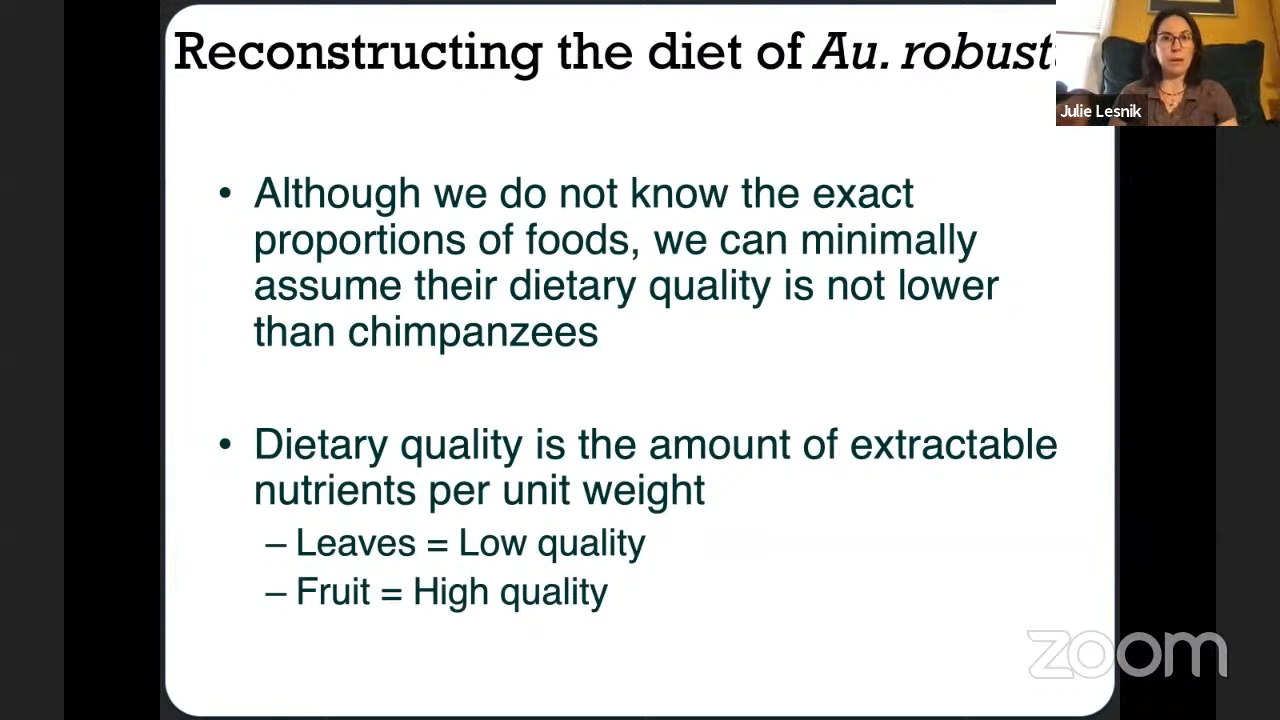 Reconstructing the diet of Au. robust
Julie Lesnik
• Although we do not know the exact
proportions of foods, we can minimally
assume their dietary quality is not lower
than chimpanzees
• Dietary quality is the amount of extractable
nutrients per unit weight
– Leaves = Low quality
– Fruit = High quality
zoom